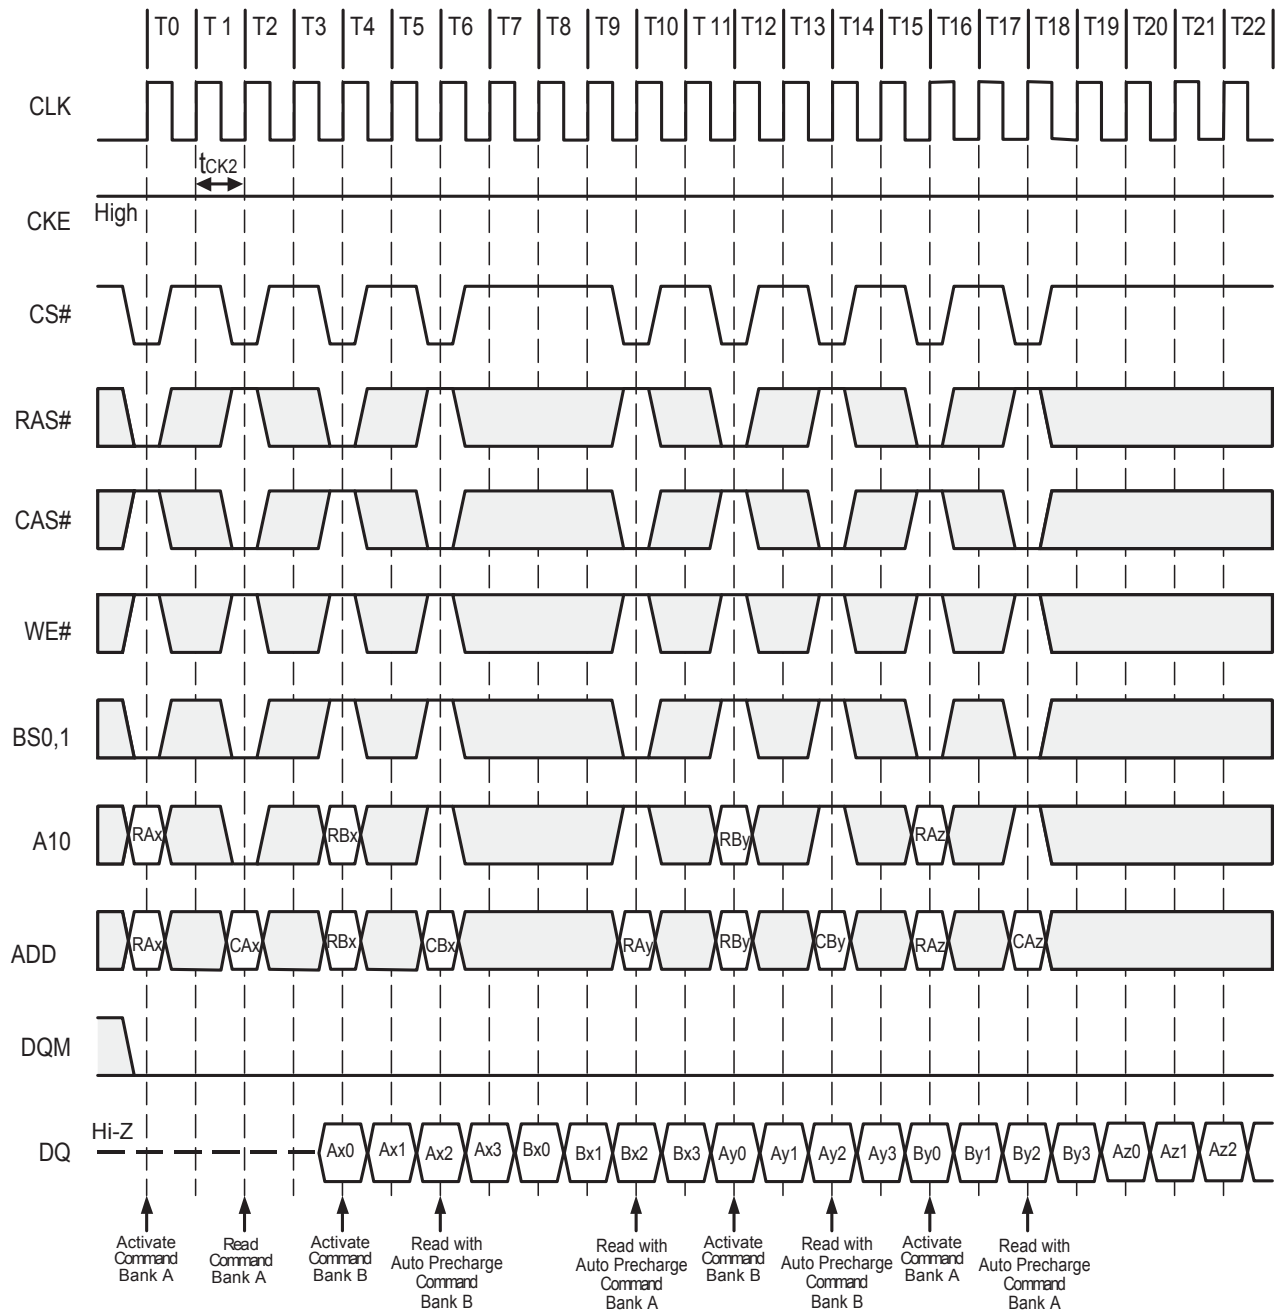 T0 T 1 T2 T3 T4 T5 T6 T7 T8 T9 T10 T 11 T12 T13 T14 T15 T16 T17 T18 T19 T20 T21 T22
CLK
tCK2
CKE High
CS#
RAS#
CAS#
WE#
BS0,1
A10 RAx RBx RBy RAz
ADD RAx CAx RBx CBx RAy RBy CBy RAz CAz
DQM
DQ Hi-Z Ax0 Ax1 Ax2 Ax3 Bx0 Bx1 Bx2 Bx3 Ay0 Ay1 Ay2 Ay3 By0 By1 By2 By3 Az0 Az1 Az2
Activate
Command
Bank A
Read
Command
Bank A
Activate
Command
Bank B
Read with
Auto Precharge
Command
Bank B
Read with
Auto Precharge
Command
Bank A
Activate
Command
Bank B
Read with
Auto Precharge
Command
Bank B
Activate
Command
Bank A
Read with
Auto Precharge
Command
Bank A